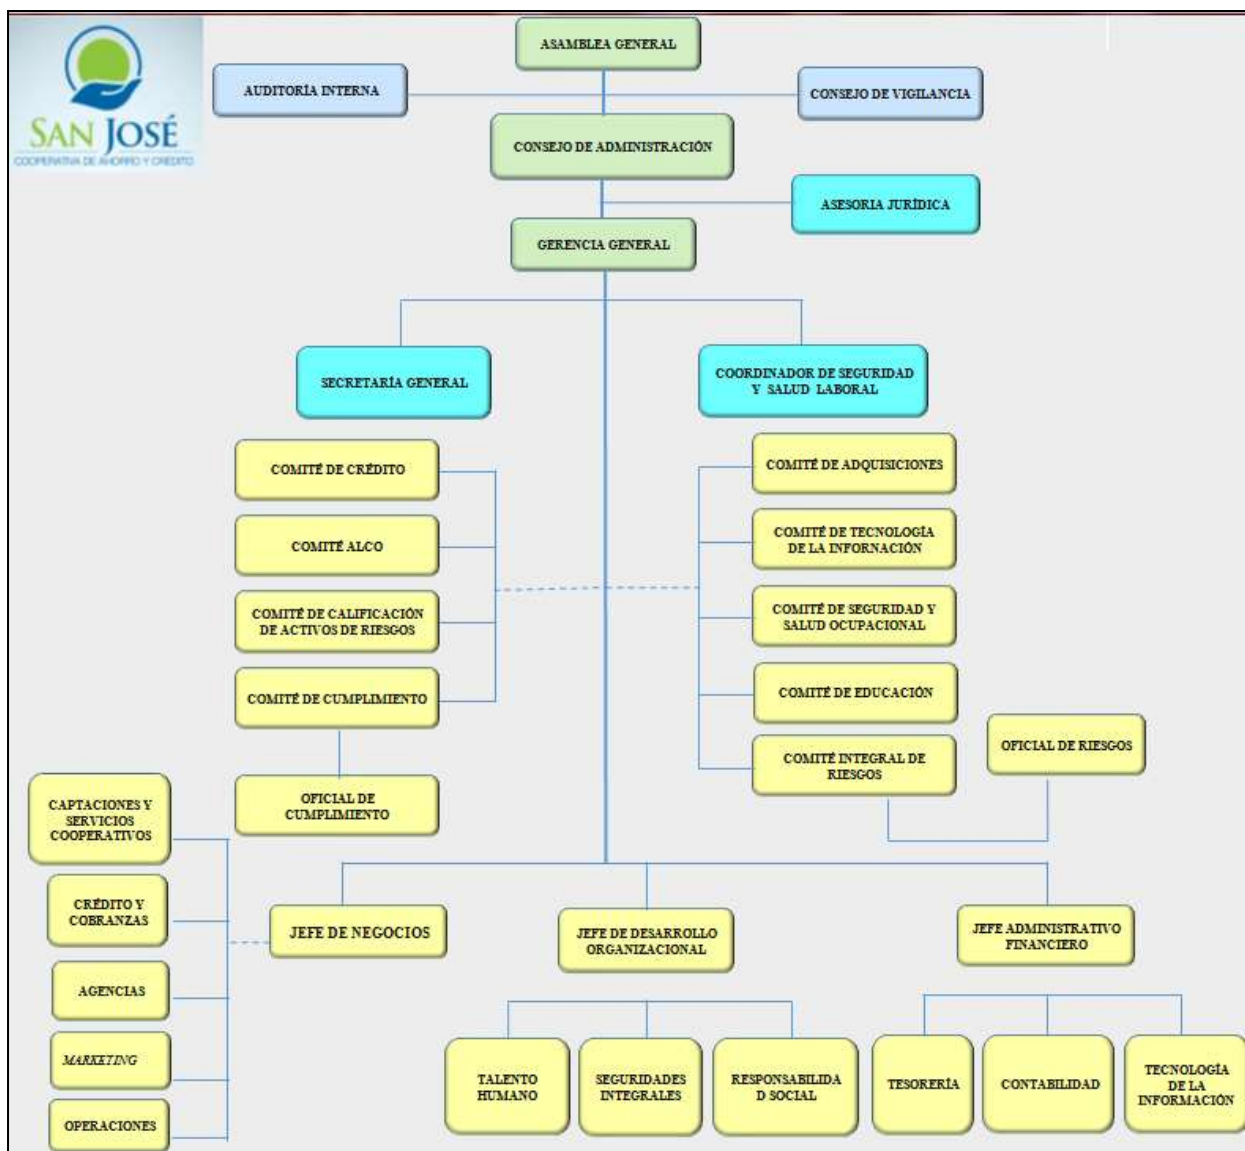 SAN JOSÉ
COOPERATIVA DE AHORRO Y CRÉDITO
ASAMBLEA GENERAL
AUDITORÍA INTERNA
CONSEJO DE VIGILANCIA
CONSEJO DE ADMINISTRACIÓN
ASESORIA JURÍDICA
GERENCIA GENERAL
SECRETARÍA GENERAL
COORDINADOR DE SEGURIDAD
Y SALUD LABORAL
COMITÉ DE CRÉDITO
COMITÉ ALCO
COMITÉ DE CALIFICACIÓN
DE ACTIVOS DE RIESGOS
COMITÉ DE CUMPLIMIENTO
OFICIAL DE
CUMPLIMIENTO
COMITÉ DE ADQUISICIONES
COMITÉ DE TECNOLOGÍA
DE LA INFORNACIÓN
COMITÉ DE SEGURIDAD Y
SALUD OCUPACIONAL
COMITÉ DE EDUCACIÓN
COMITÉ INTEGRAL DE
RIESGOS
OFICIAL DE RIESGOS
CAPTACIONES Y
SERVICIOS
COOPERATIVOS
CRÉDITO Y
COBRANZAS
AGENCIAS
MARKETING
OPERACIONES
JEFE DE NEGOCIOS
JEFE DE DESARROLLO
ORGANIZACIONAL
JEFE ADMINISTRATIVO
FINANCIERO
TALENTO
HUMANO
SEGURIDADES
INTEGRALES
RESPONSABILIDA
D SOCIAL
TESORERÍA
CONTABILIDAD
TECNOLOGÍA
DE LA
INFORMACIÓN